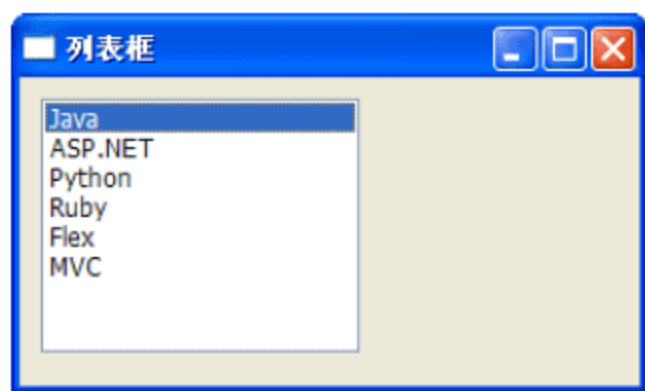 列表框
Java
ASP.NET
Python
Ruby
Flex
MVC